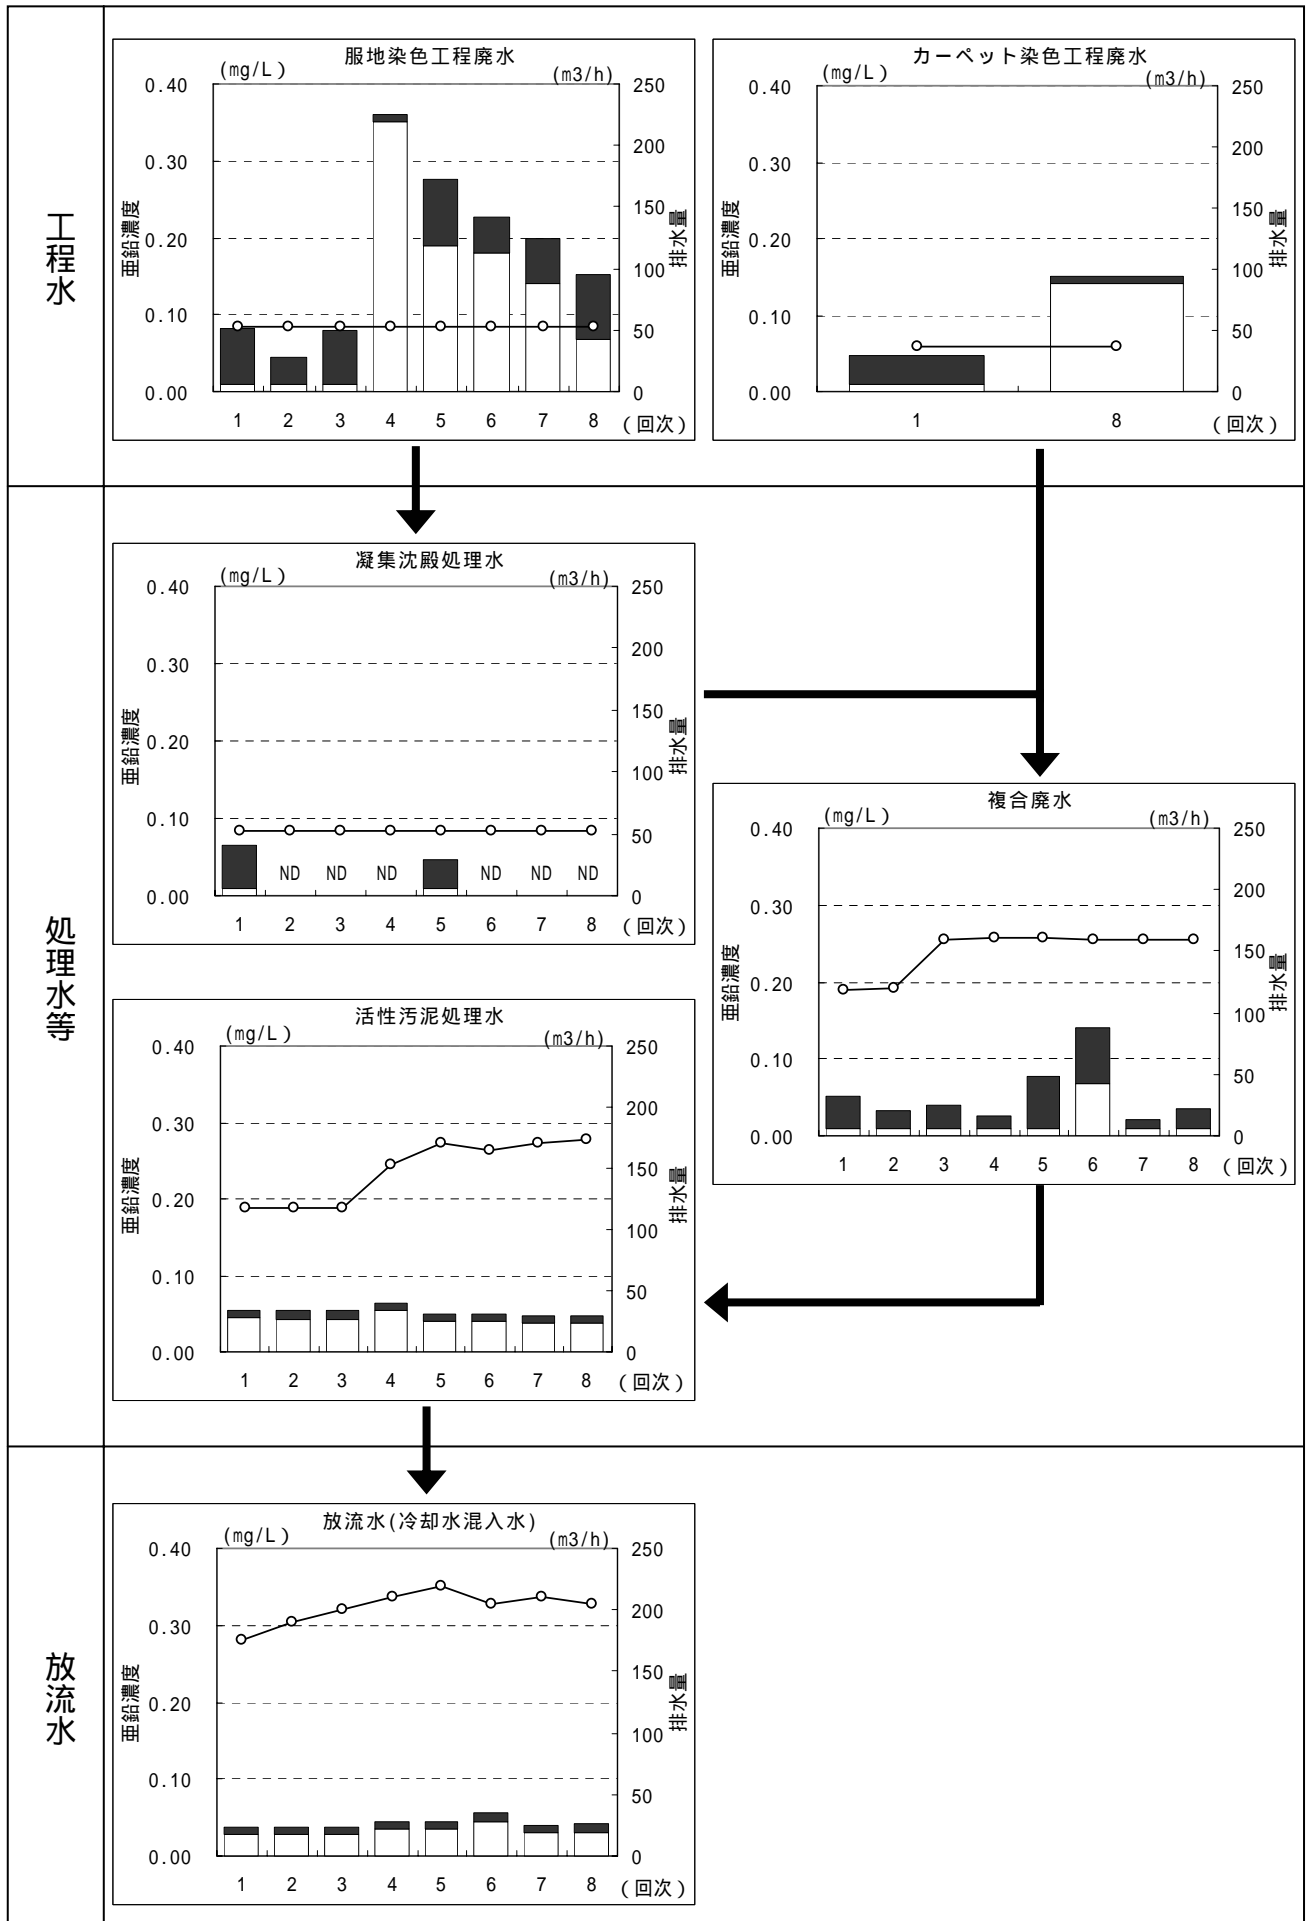 工程水
服地染色工程廃水
(mg/L)
(m3/h)
0.40
0.30
0.20
0.10
0.00
亜鉛濃度
250
200
150
100
50
0
排水量
1 2 3 4 5 6 7 8 (回次)
カーペット染色工程廃水
(mg/L)
(m3/h)
0.40
0.30
0.20
0.10
0.00
亜鉛濃度
250
200
150
100
50
0
排水量
1 8 (回次)
処理水等
凝集沈殿処理水
(mg/L)
(m3/h)
0.40
0.30
0.20
0.10
0.00
亜鉛濃度
250
200
150
100
50
0
排水量
ND ND ND ND ND ND
1 2 3 4 5 6 7 8 (回次)
複合廃水
(mg/L)
(m3/h)
0.40
0.30
0.20
0.10
0.00
亜鉛濃度
250
200
150
100
50
0
排水量
1 2 3 4 5 6 7 8 (回次)
活性汚泥処理水
(mg/L)
(m3/h)
0.40
0.30
0.20
0.10
0.00
亜鉛濃度
250
200
150
100
50
0
排水量
1 2 3 4 5 6 7 8 (回次)
放流水
放流水(冷却水混入水)
(mg/L)
(m3/h)
0.40
0.30
0.20
0.10
0.00
亜鉛濃度
250
200
150
100
50
0
排水量
1 2 3 4 5 6 7 8 (回次)